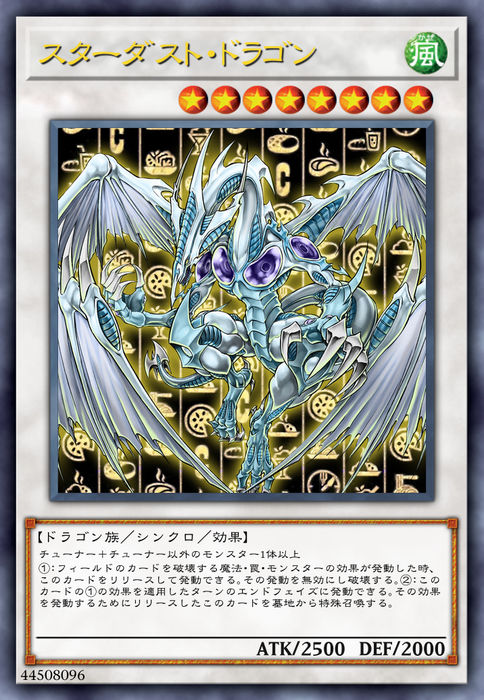 スターダスト・ドラゴン
風
【ドラゴン族／シンクロ／効果】
チューナー＋チューナー以外のモンスター1体以上
①：フィールドのカードを破壊する魔法・罠・モンスターの効果が発動した時、
このカードをリリースして発動できる。その発動を無効にし破壊する。②：この
カードの①の効果を適用したターンのエンドフェイズに発動できる。その効果
を発動するためにリリースしたこのカードを墓地から特殊召喚する。
ATK/2500 DEF/2000
44508096